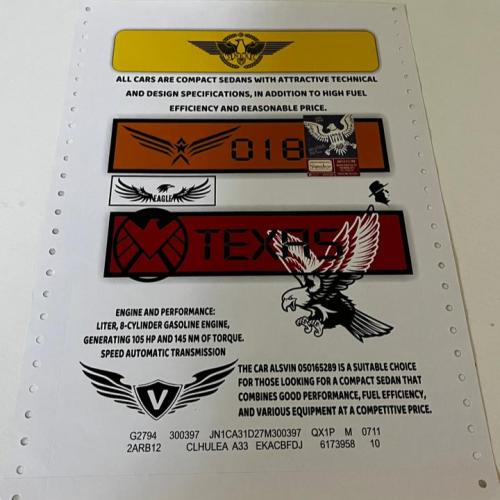 ALL CARS ARE COMPACT SEDANS WITH ATTRACTIVE TECHNICAL
AND DESIGN SPECIFICATIONS, IN ADDITION TO HIGH FUEL
EFFICIENCY AND REASONABLE PRICE.
018
EAGLE
TEXAS
ENGINE AND PERFORMANCE:
LITER, 8-CYLINDER GASOLINE ENGINE,
GENERATING 105 HP AND 145 NM OF TORQUE.
SPEED AUTOMATIC TRANSMISSION
V
THE CAR ALSVIN 050165289 IS A SUITABLE CHOICE
FOR THOSE LOOKING FOR A COMPACT SEDAN THAT
COMBINES GOOD PERFORMANCE, FUEL EFFICIENCY,
AND VARIOUS EQUIPMENT AT A COMPETITIVE PRICE.
G2794 300397 JN1CA31D27M300397 QX1P M 0711
2ARB12 CLHULEA A33 EKACBFDJ 6173958 10